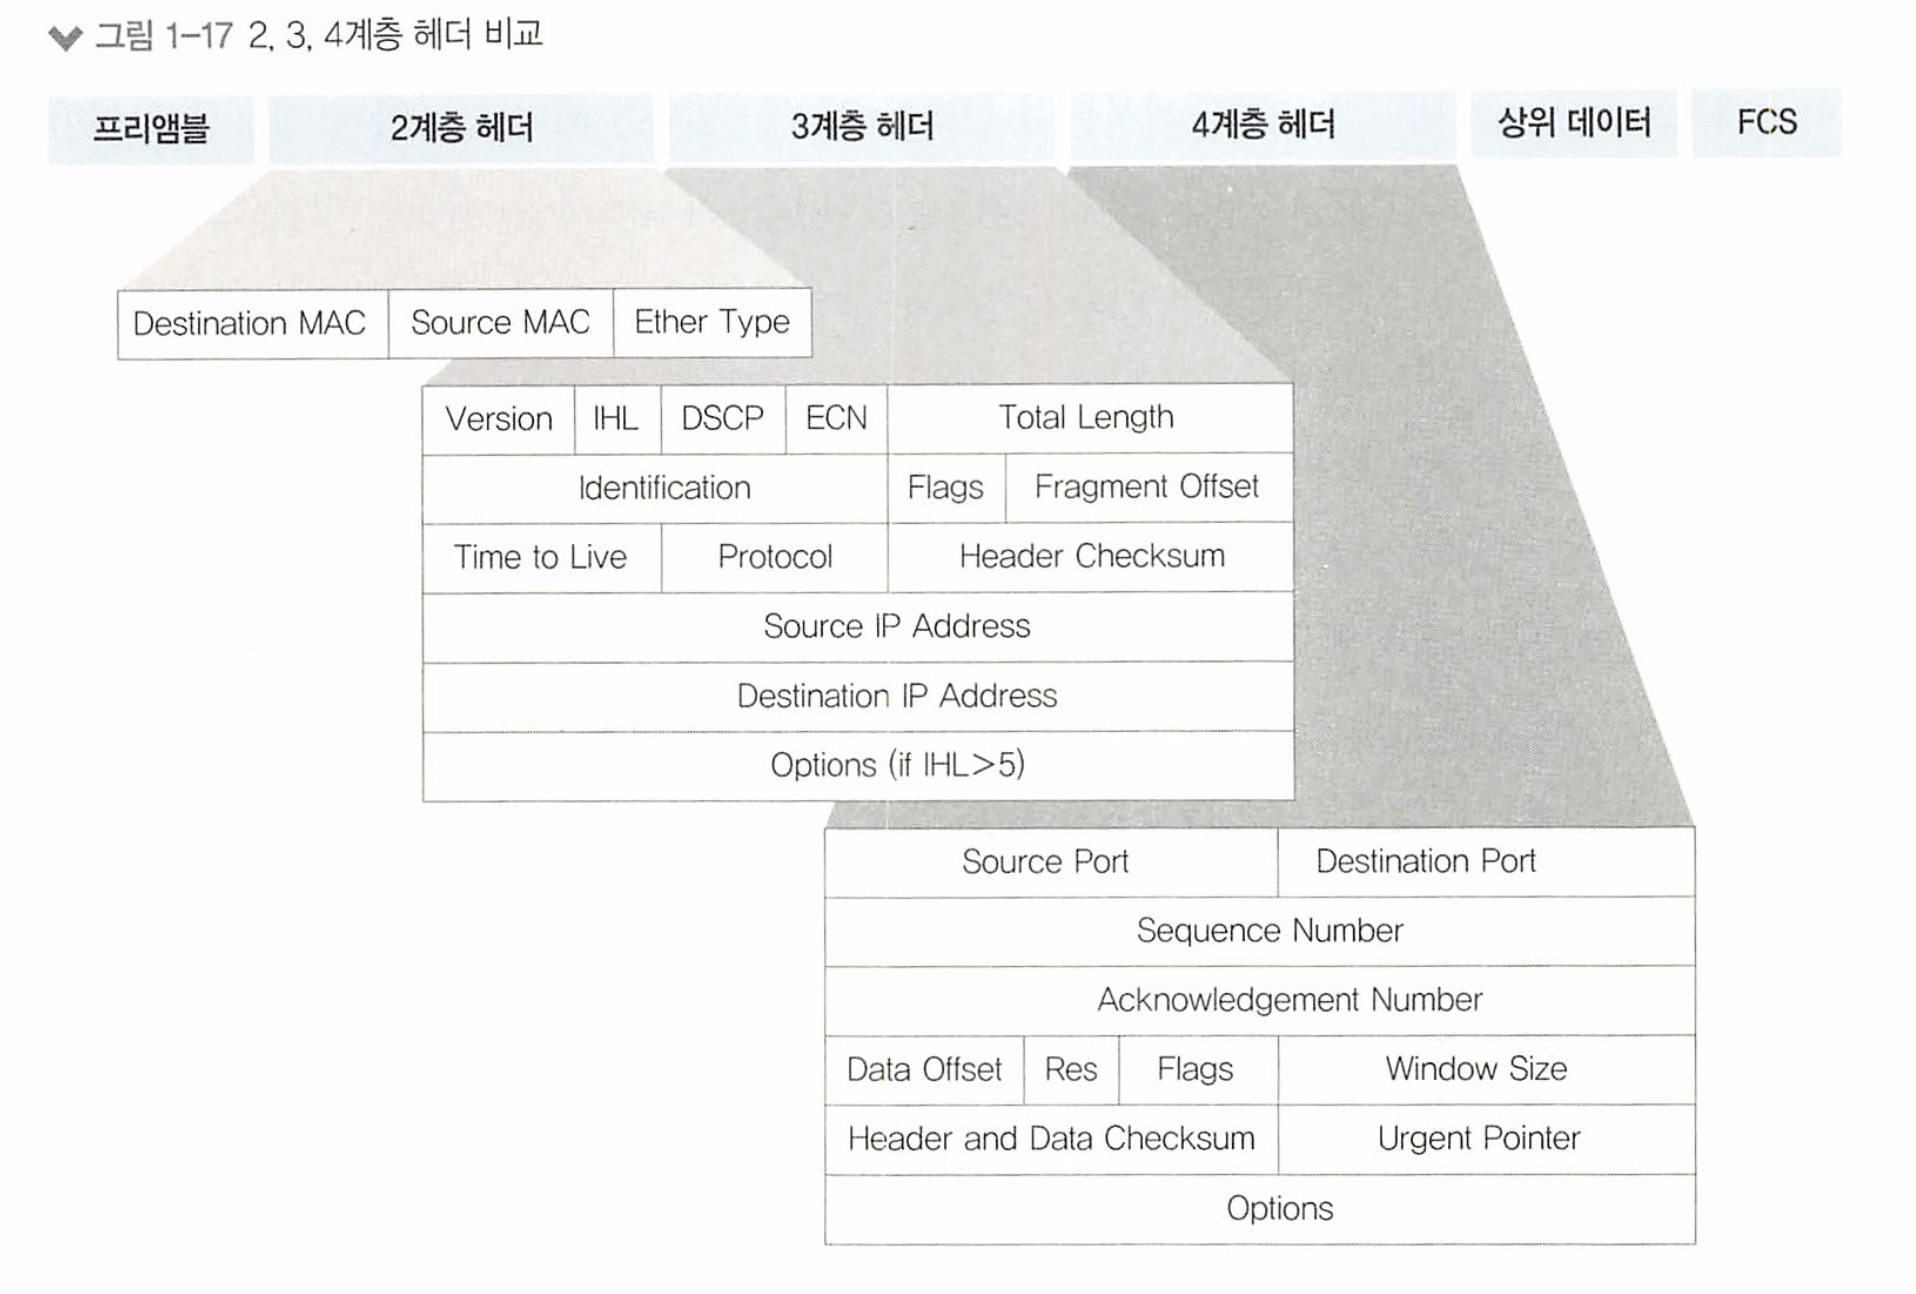 그림 1-17 2, 3, 4계층 헤더 비교
프리앰블 2계층 헤더 3계층 헤더 4계층 헤더 상위 데이터 FCS
Destination MAC Source MAC Ether Type
Version IHL DSCP ECN Total Length
Identification Flags Fragment Offset
Time to Live Protocol Header Checksum
Source IP Address
Destination IP Address
Options (if IHL>5)
Source Port Destination Port
Sequence Number
Acknowledgement Number
Data Offset Res Flags Window Size
Header and Data Checksum Urgent Pointer
Options